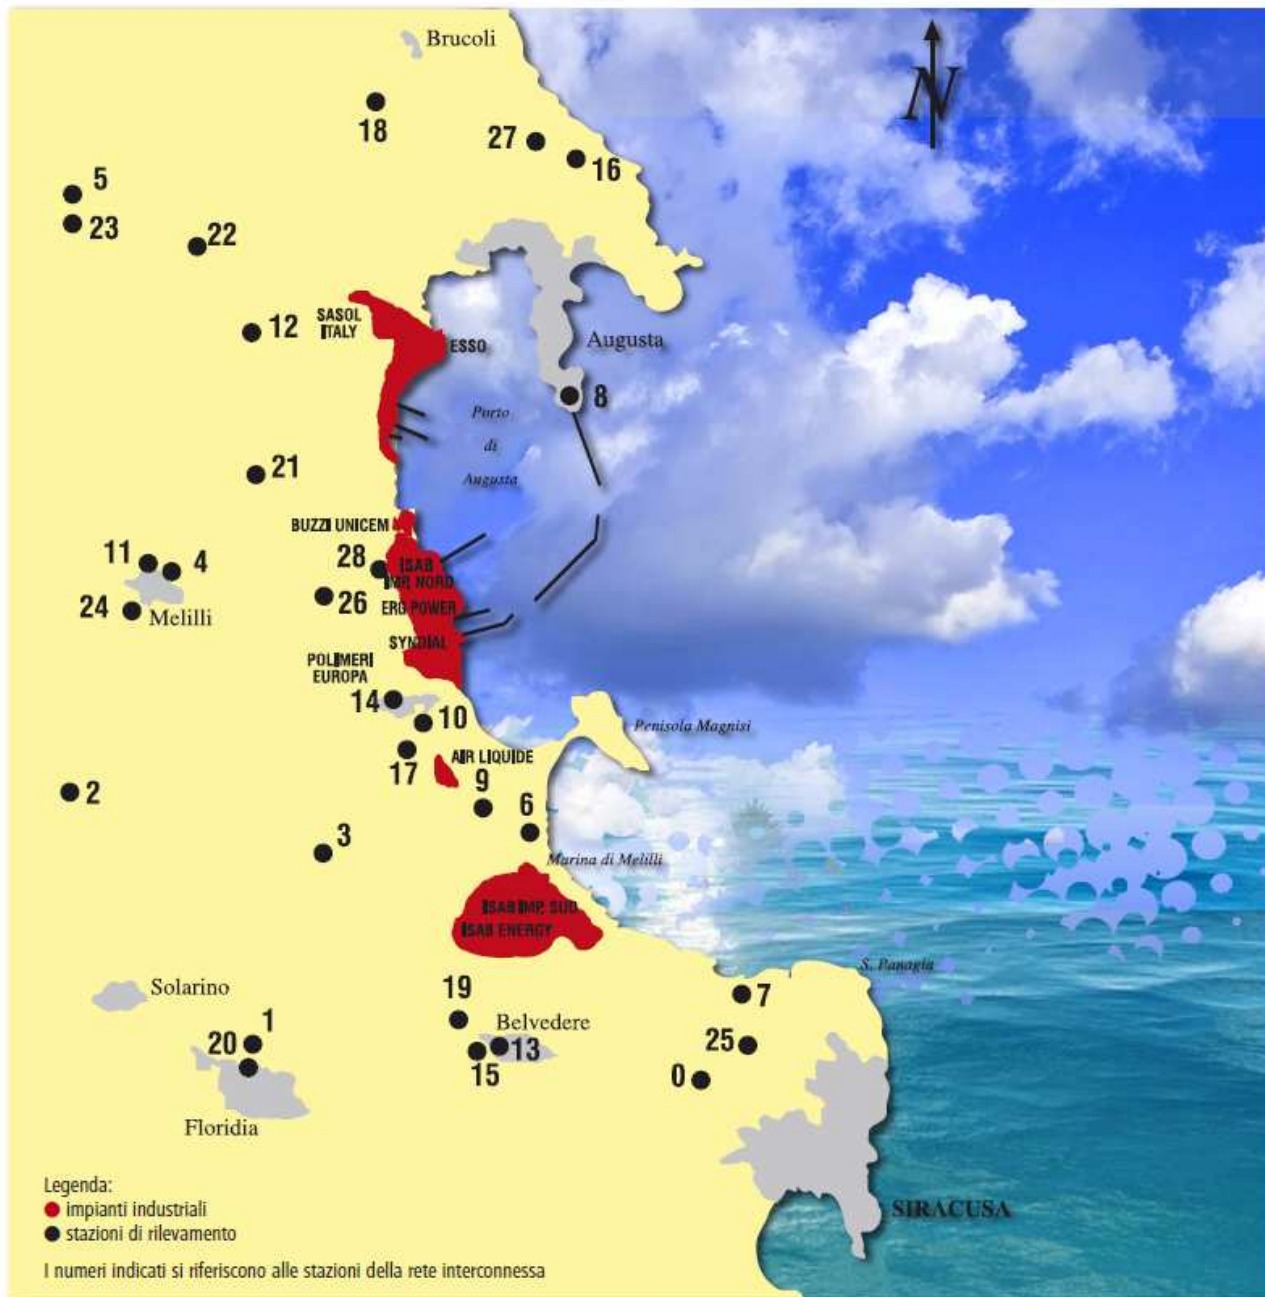 Brucoli
N
18
27
16
5
23
22
12
SASOL
ITALY
ESSO
Augusta
8
Porto
di
Augusta
21
BUZZI UNICEM
11
4
28
ISAB
IMP. NORD
24
Melilli
26
ERG POWER
SYNDIAL
POLIMERI
EUROPA
14
10
Penisola Magnisi
17
AIR LIQUIDE
2
9
6
3
Marina di Melilli
ISAB IMP. SUD
ISAB ENERGY
S. Panagia
Solarino
19
7
1
Belvedere
20
13
25
15
0
Floridia
Legenda:
impianti industriali
stazioni di rilevamento
SIRACUSA
I numeri indicati si riferiscono alle stazioni della rete interconnessa